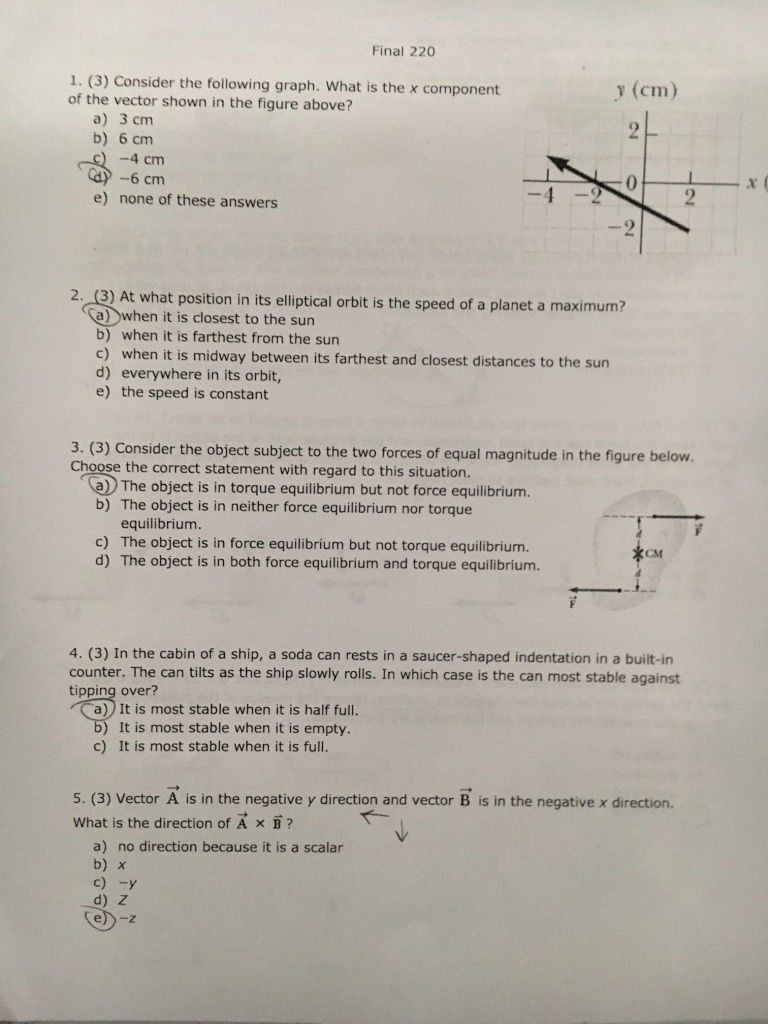 Final 220
1. (3) Consider the following graph. What is the x component
of the vector shown in the figure above?
a) 3 cm
b) 6 cm
c) −4 cm
d) −6 cm
e) none of these answers
y (cm)
2
0
x (
−4 −2 2
−2
2. (3) At what position in its elliptical orbit is the speed of a planet a maximum?
a) when it is closest to the sun
b) when it is farthest from the sun
c) when it is midway between its farthest and closest distances to the sun
d) everywhere in its orbit,
e) the speed is constant
3. (3) Consider the object subject to the two forces of equal magnitude in the figure below.
Choose the correct statement with regard to this situation.
a) The object is in torque equilibrium but not force equilibrium.
b) The object is in neither force equilibrium nor torque
equilibrium.
c) The object is in force equilibrium but not torque equilibrium.
d) The object is in both force equilibrium and torque equilibrium.
F⃗
d
CM
d
F⃗
4. (3) In the cabin of a ship, a soda can rests in a saucer-shaped indentation in a built-in
counter. The can tilts as the ship slowly rolls. In which case is the can most stable against
tipping over?
a) It is most stable when it is half full.
b) It is most stable when it is empty.
c) It is most stable when it is full.
5. (3) Vector A⃗ is in the negative y direction and vector B⃗ is in the negative x direction.
What is the direction of A⃗ × B⃗ ?
a) no direction because it is a scalar
b) x
c) −y
d) Z
e) −z